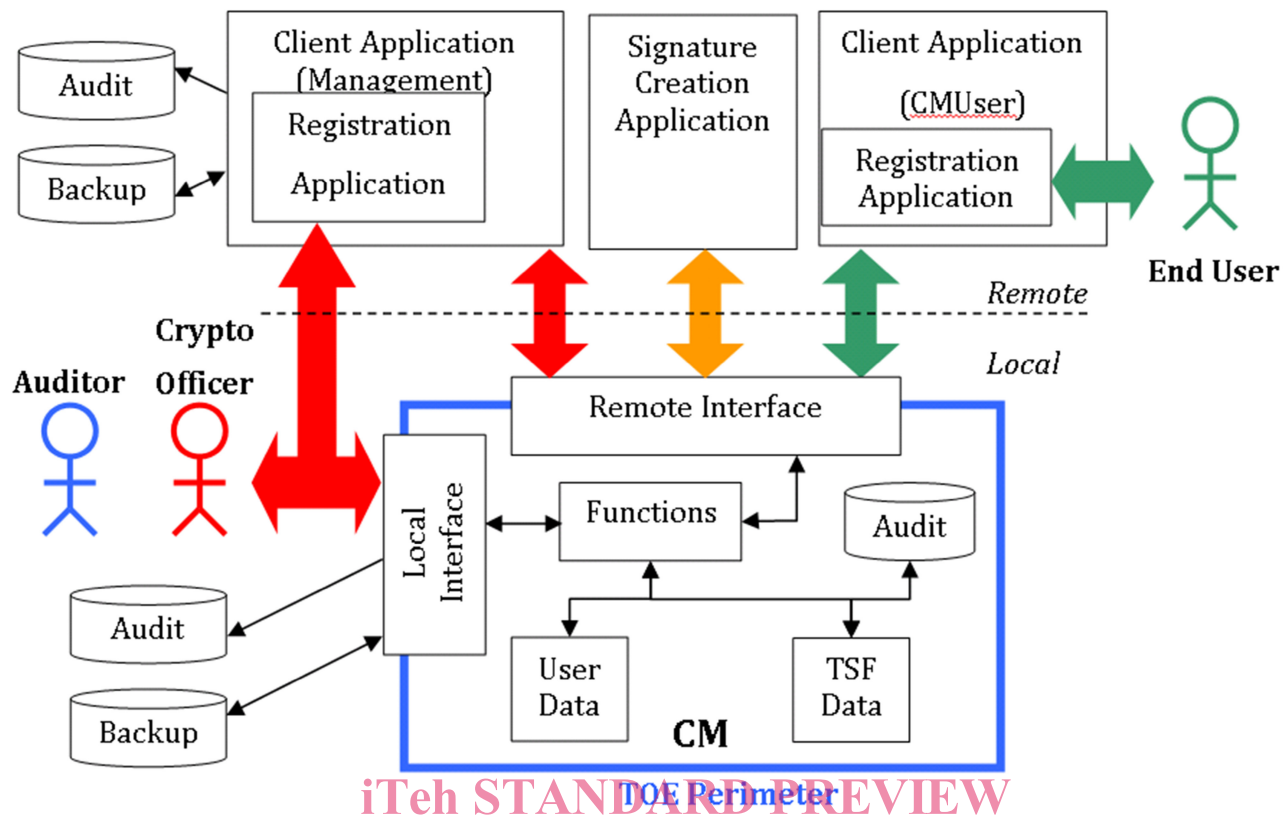 Audit
Backup
Client Application
(Management)
Registration
Application
Signature
Creation
Application
Client Application
(CMUser)
Registration
Application
End User
Remote
Local
Crypto
Officer
Auditor
Remote Interface
Local
Interface
Functions
Audit
Audit
Backup
User
Data
TSF
Data
CM
TOE Perimeter
iTeh STANDARD PREVIEW